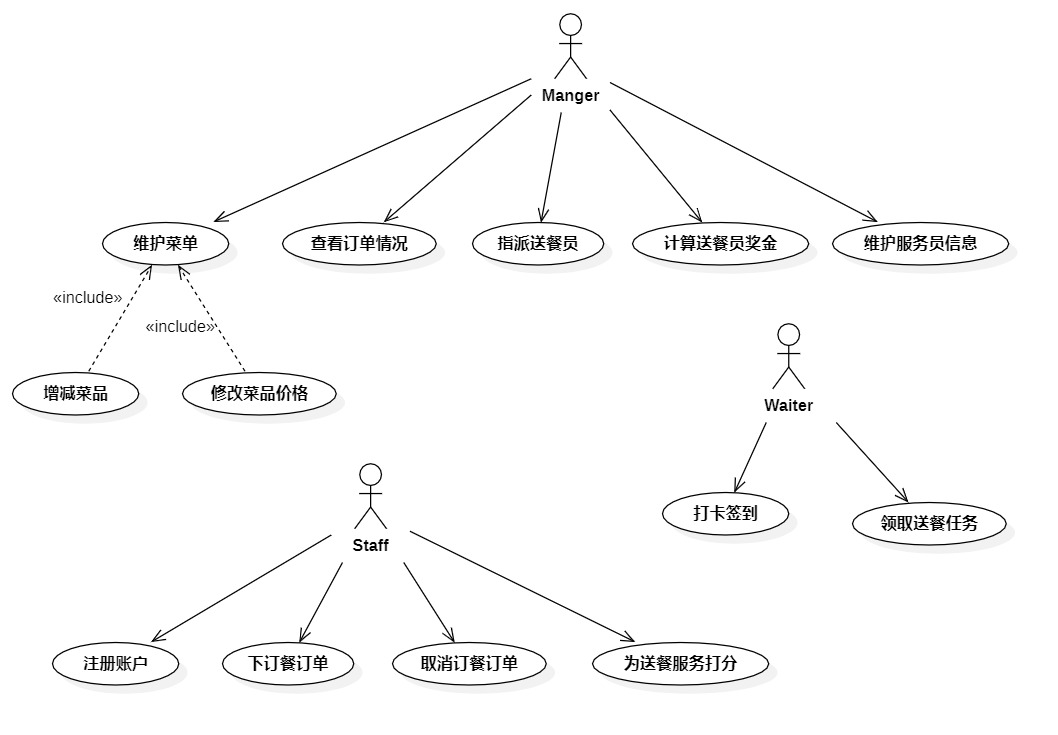 Manger
维护菜单
查看订单情况
指派送餐员
计算送餐员奖金
维护服务员信息
«include»
«include»
增减菜品
修改菜品价格
Waiter
打卡签到
领取送餐任务
Staff
注册账户
下订餐订单
取消订餐订单
为送餐服务打分